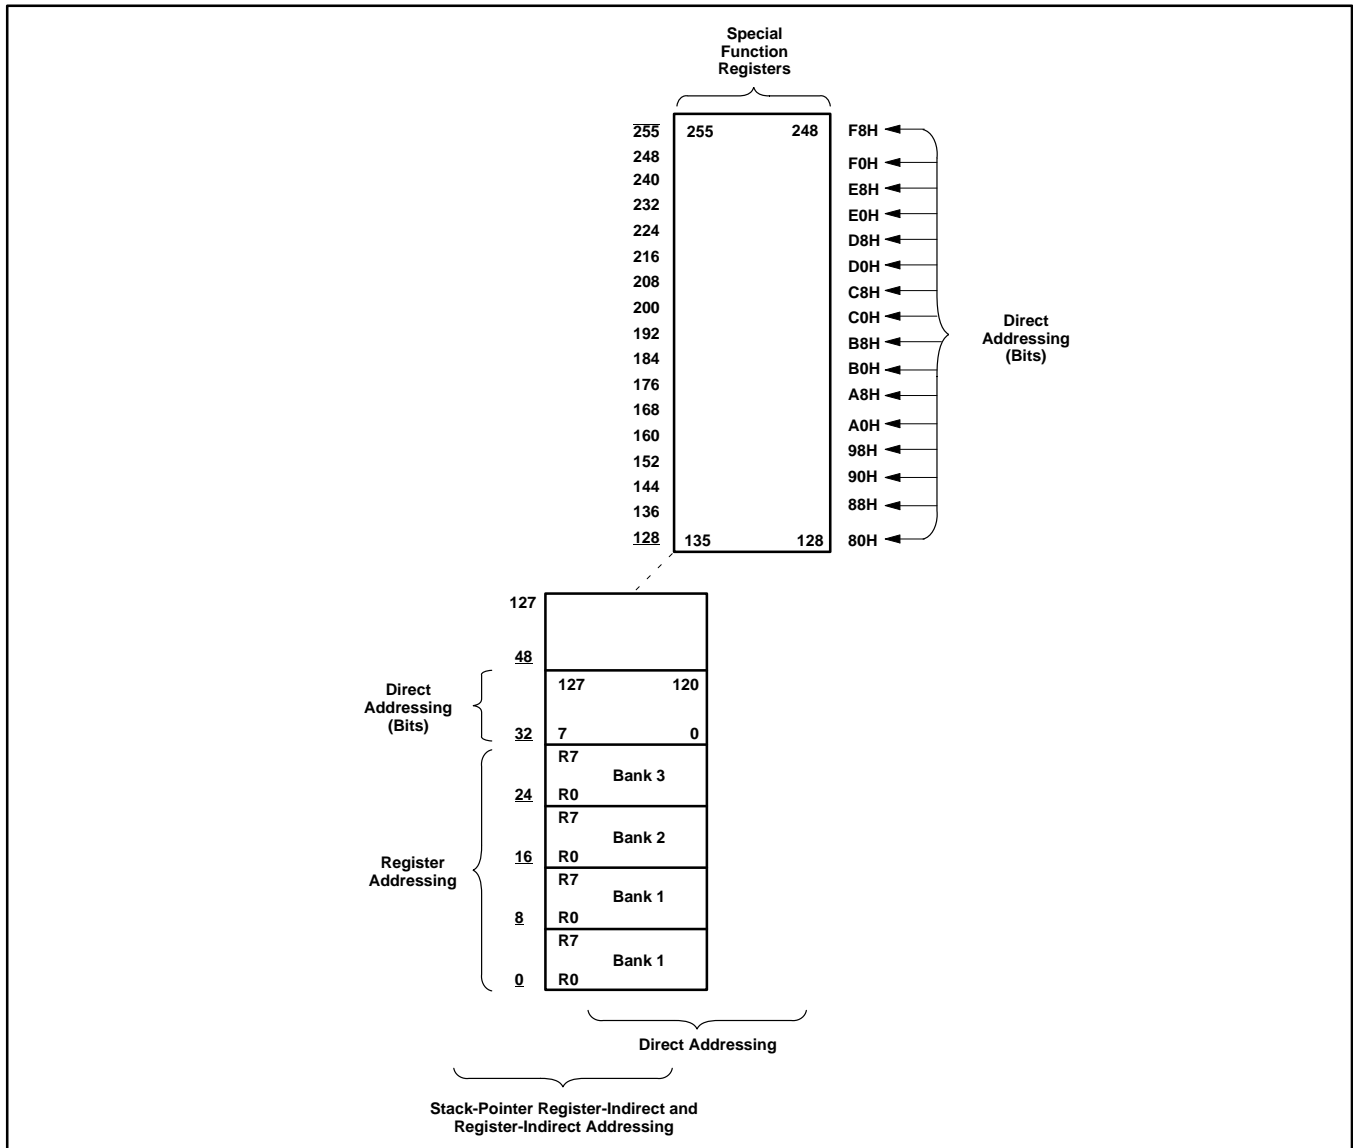 Special
Function
Registers
255 255 248 F8H
248
F0H
240
E8H
232
E0H
224
D8H
216
D0H
208
C8H
200
C0H
192
B8H
184
B0H
176
A8H
168
A0H
160
98H
152
90H
144
88H
136
128 135 128 80H
Direct
Addressing
(Bits)
127
48
127 120
Direct
Addressing
(Bits)
32 7 0
R7
Bank 3
24 R0
R7
Bank 2
16 R0
Register
Addressing
R7
Bank 1
8 R0
R7
Bank 1
0 R0
Direct Addressing
Stack-Pointer Register-Indirect and
Register-Indirect Addressing